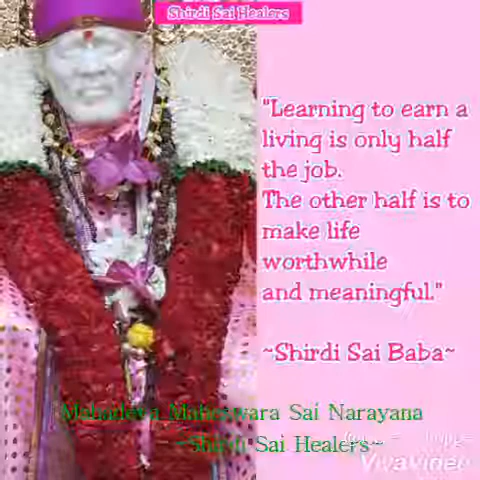 Shirdi Sai Healers
"Learning to earn a
living is only half
the job.
The other half is to
make life
worthwhile
and meaningful."
~Shirdi Sai Baba~
Mahadeva Maheswara Sai Narayana
~Shirdi Sai Healers~
VivaVideo